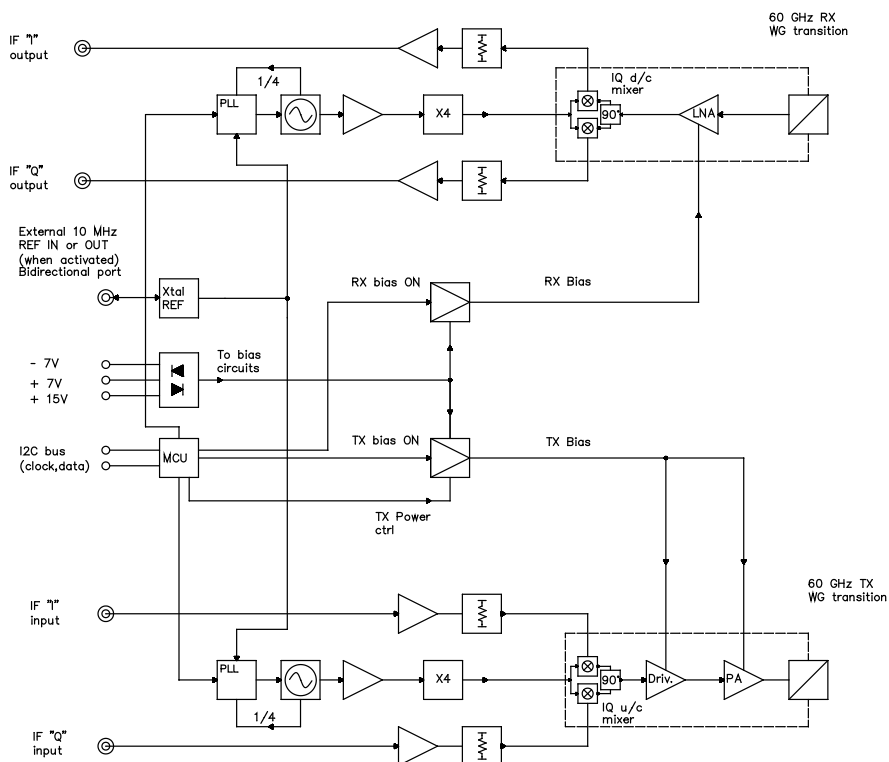 60 GHz RX
WG transition
IF "I"
output
IQ d/c
mixer
1/4
PLL
X4
90°
LNA
IF "Q"
output
External 10 MHz
REF IN or OUT
(when activated)
Bidirectional port
Xtal
REF
RX bias ON
RX Bias
- 7V
+ 7V
+ 15V
To bias
circuits
I2C bus
(clock,data)
MCU
TX bias ON
TX Bias
TX Power
ctrl
60 GHz TX
WG transition
IF "I"
input
PLL
X4
90°
Driv.
PA
1/4
IQ u/c
mixer
IF "Q"
input